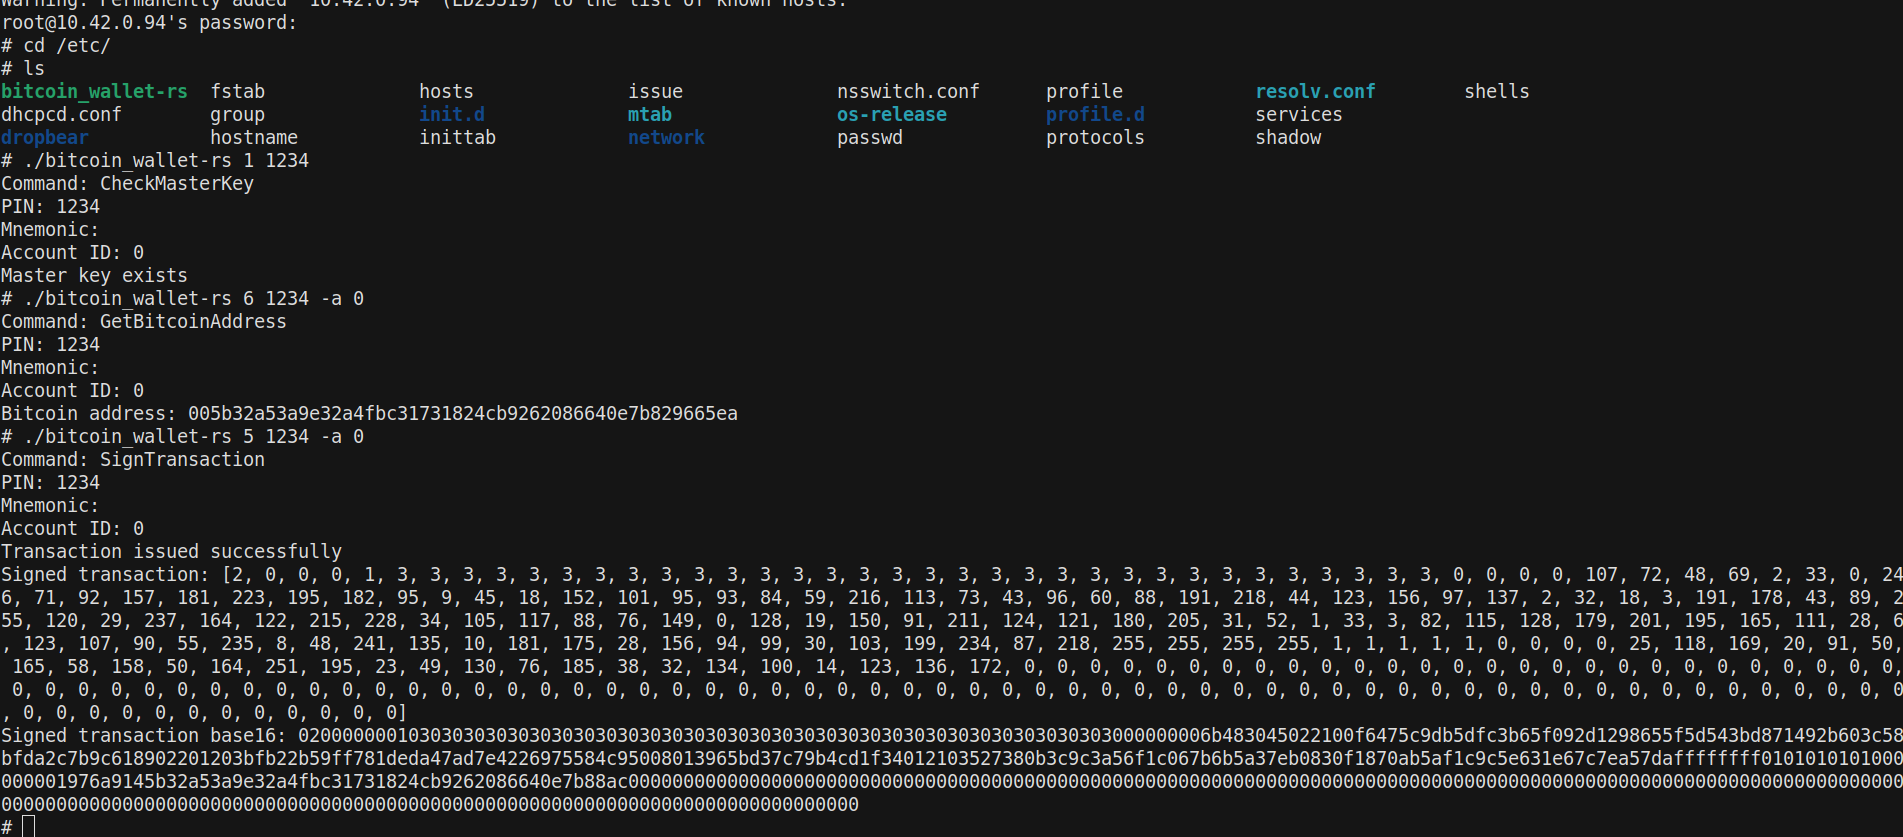 Warning: Permanently added '10.42.0.94' (ED25519) to the list of known hosts.
root@10.42.0.94's password:
# cd /etc/
# ls
bitcoin_wallet-rs fstab hosts issue nsswitch.conf profile resolv.conf shells
dhcpcd.conf group init.d mtab os-release profile.d services
dropbear hostname inittab network passwd protocols shadow
# ./bitcoin_wallet-rs 1 1234
Command: CheckMasterKey
PIN: 1234
Mnemonic:
Account ID: 0
Master key exists
# ./bitcoin_wallet-rs 6 1234 -a 0
Command: GetBitcoinAddress
PIN: 1234
Mnemonic:
Account ID: 0
Bitcoin address: 005b32a53a9e32a4fbc31731824cb9262086640e7b829665ea
# ./bitcoin_wallet-rs 5 1234 -a 0
Command: SignTransaction
PIN: 1234
Mnemonic:
Account ID: 0
Transaction issued successfully
Signed transaction: [2, 0, 0, 0, 1, 3, 3, 3, 3, 3, 3, 3, 3, 3, 3, 3, 3, 3, 3, 3, 3, 3, 3, 3, 3, 3, 3, 3, 3, 3, 3, 3, 3, 3, 3, 3, 3, 0, 0, 0, 0, 107, 72, 48, 69, 2, 33, 0, 24
6, 71, 92, 157, 181, 223, 195, 182, 95, 9, 45, 18, 152, 101, 95, 93, 84, 59, 216, 113, 73, 43, 96, 60, 88, 191, 218, 44, 123, 156, 97, 137, 2, 32, 18, 3, 191, 178, 43, 89, 2
55, 120, 29, 237, 164, 122, 215, 228, 34, 105, 117, 88, 76, 149, 0, 128, 19, 150, 91, 211, 124, 121, 180, 205, 31, 52, 1, 33, 3, 82, 115, 128, 179, 201, 195, 165, 111, 28, 6
, 123, 107, 90, 55, 235, 8, 48, 241, 135, 10, 181, 175, 28, 156, 94, 99, 30, 103, 199, 234, 87, 218, 255, 255, 255, 255, 1, 1, 1, 1, 1, 0, 0, 0, 0, 25, 118, 169, 20, 91, 50,
165, 58, 158, 50, 164, 251, 195, 23, 49, 130, 76, 185, 38, 32, 134, 100, 14, 123, 136, 172, 0, 0, 0, 0, 0, 0, 0, 0, 0, 0, 0, 0, 0, 0, 0, 0, 0, 0, 0, 0, 0, 0, 0, 0, 0, 0, 0,
0, 0, 0, 0, 0, 0, 0, 0, 0, 0, 0, 0, 0, 0, 0, 0, 0, 0, 0, 0, 0, 0, 0, 0, 0, 0, 0, 0, 0, 0, 0, 0, 0, 0, 0, 0, 0, 0, 0, 0, 0, 0, 0, 0, 0, 0, 0, 0, 0, 0, 0, 0, 0, 0, 0, 0, 0, 0
, 0, 0, 0, 0, 0, 0, 0, 0, 0, 0, 0, 0]
Signed transaction base16: 02000000010303030303030303030303030303030303030303030303030303030303030303000000006b483045022100f6475c9db5dfc3b65f092d1298655f5d543bd871492b603c58
bfda2c7b9c618902201203bfb22b59ff781deda47ad7e4226975584c95008013965bd37c79b4cd1f34012103527380b3c9c3a56f1c067b6b5a37eb0830f1870ab5af1c9c5e631e67c7ea57daffffffff0101010101000
000001976a9145b32a53a9e32a4fbc31731824cb9262086640e7b88ac00000000000000000000000000000000000000000000000000000000000000000000000000000000000000000000000000000000000000000000
000000000000000000000000000000000000000000000000000000000000000000000000000000
#